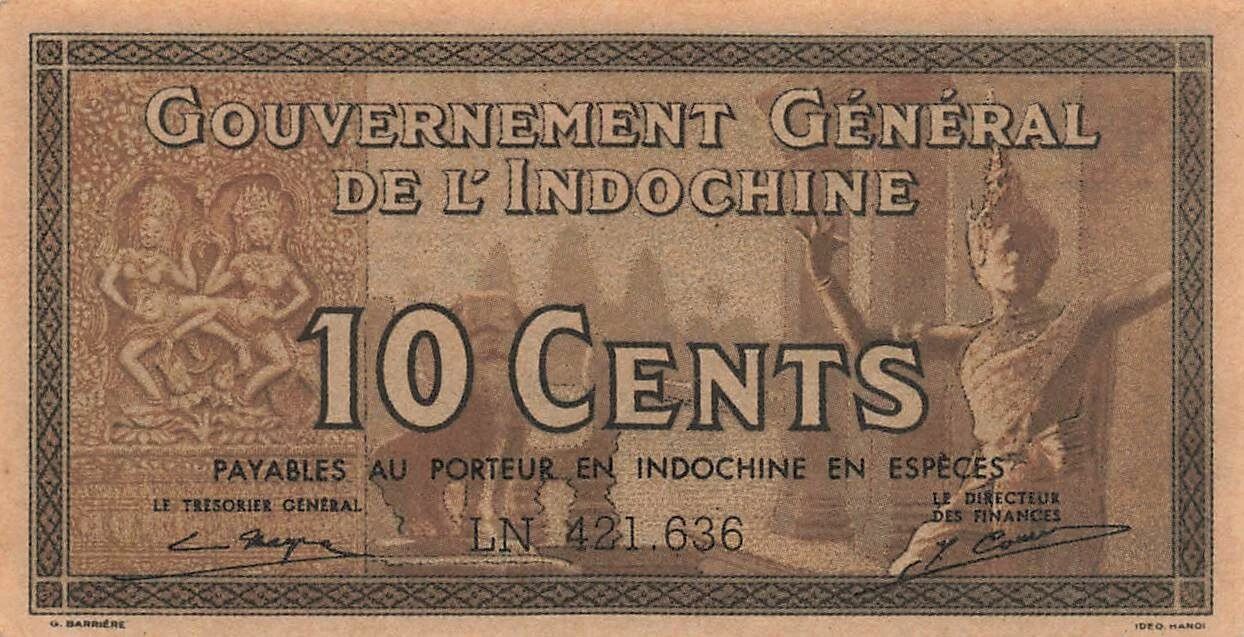 GOUVERNEMENT GÉNÉRAL
DE L'INDOCHINE
10 CENTS
PAYABLES AU PORTEUR EN INDOCHINE EN ESPÈCES
LE TRÉSORIER GÉNÉRAL
LE DIRECTEUR
DES FINANCES
LN 421.636
G. BARRIÈRE
IDEO. HANOI